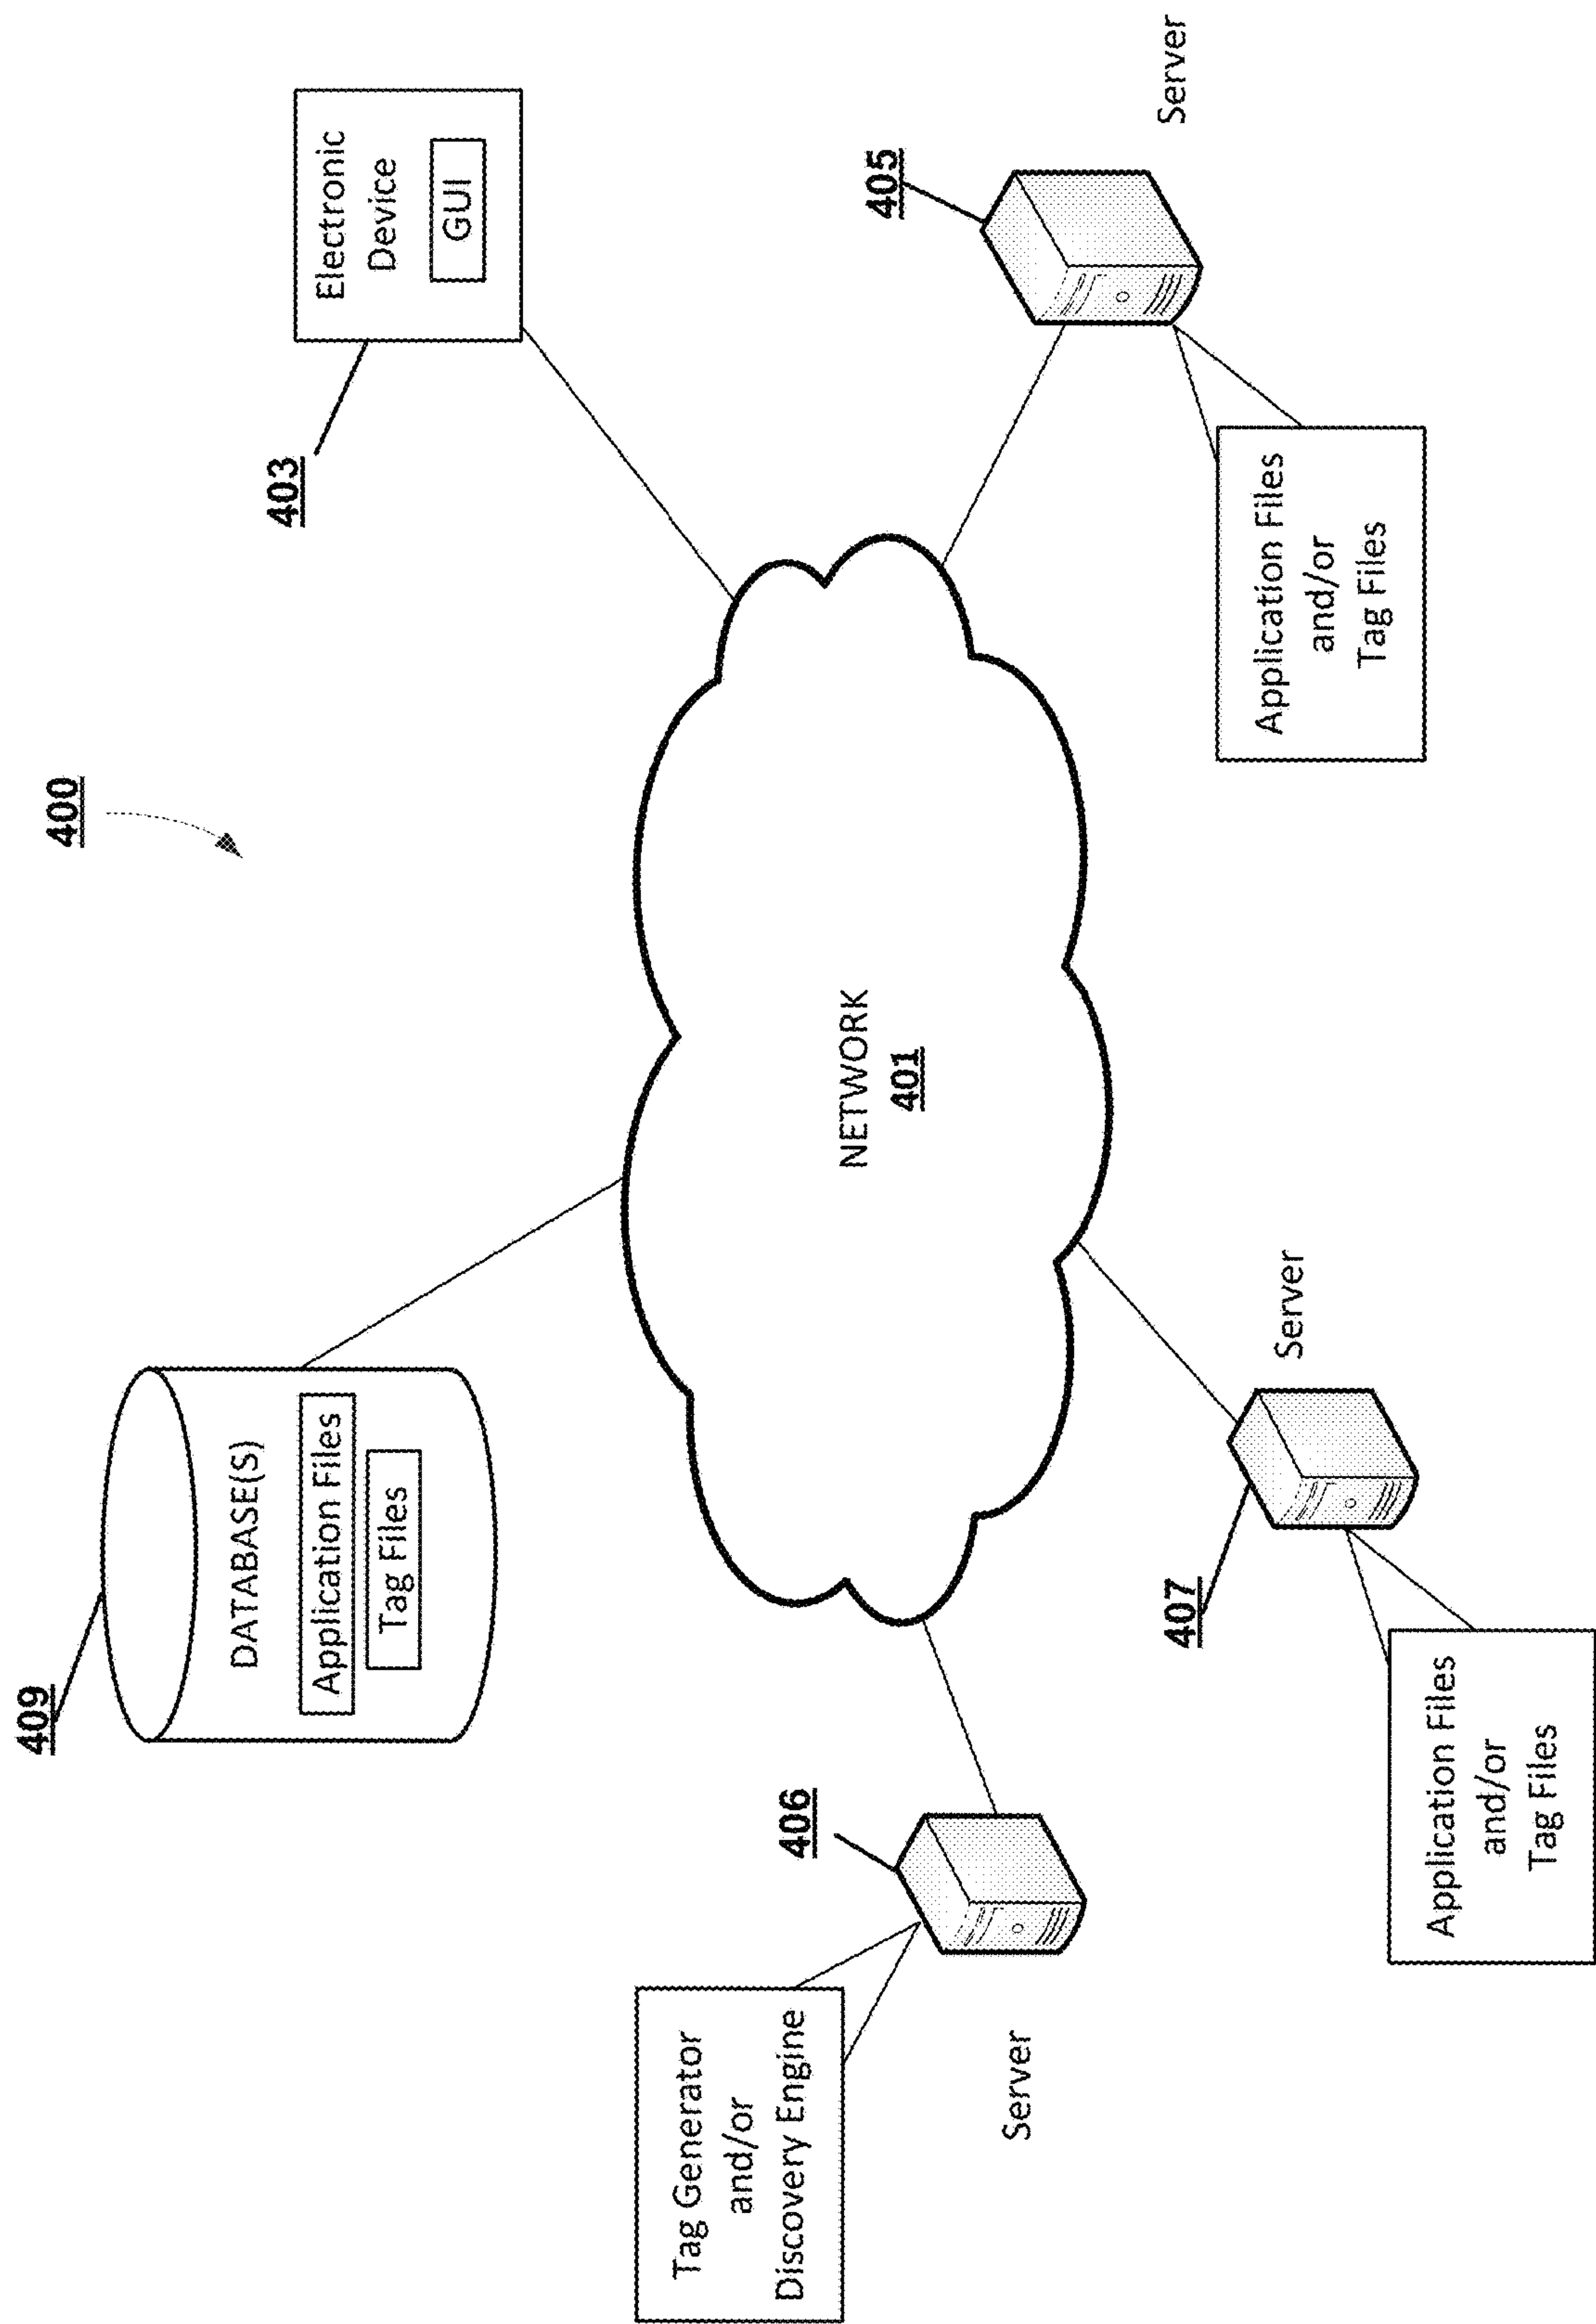 400
409
DATABASE(S)
Application Files
Tag Files
403
Electronic
Device
GUI
NETWORK
401
406
Tag Generator
and/or
Discovery Engine
Server
407
Server
Application Files
and/or
Tag Files
405
Server
Application Files
and/or
Tag Files